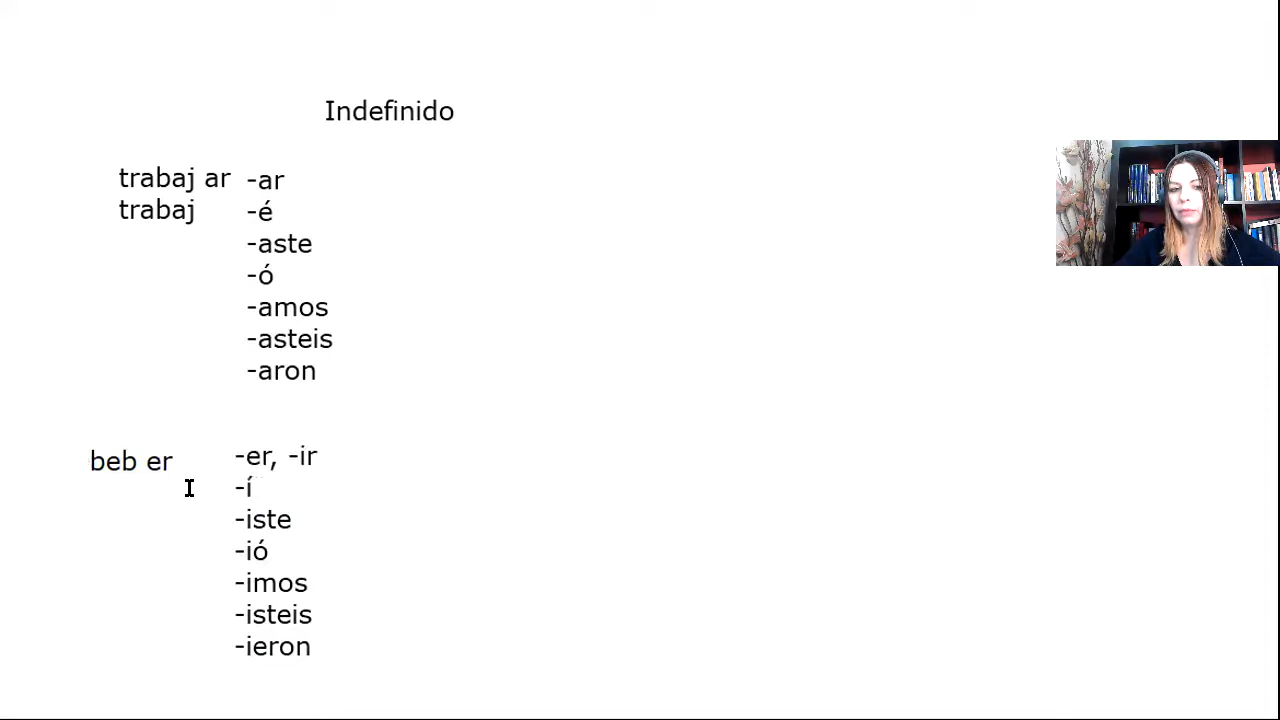 Indefinido
trabaj ar -ar
trabaj -é
-aste
-ó
-amos
-asteis
-aron
beb er -er, -ir
-í
-iste
-ió
-imos
-isteis
-ieron